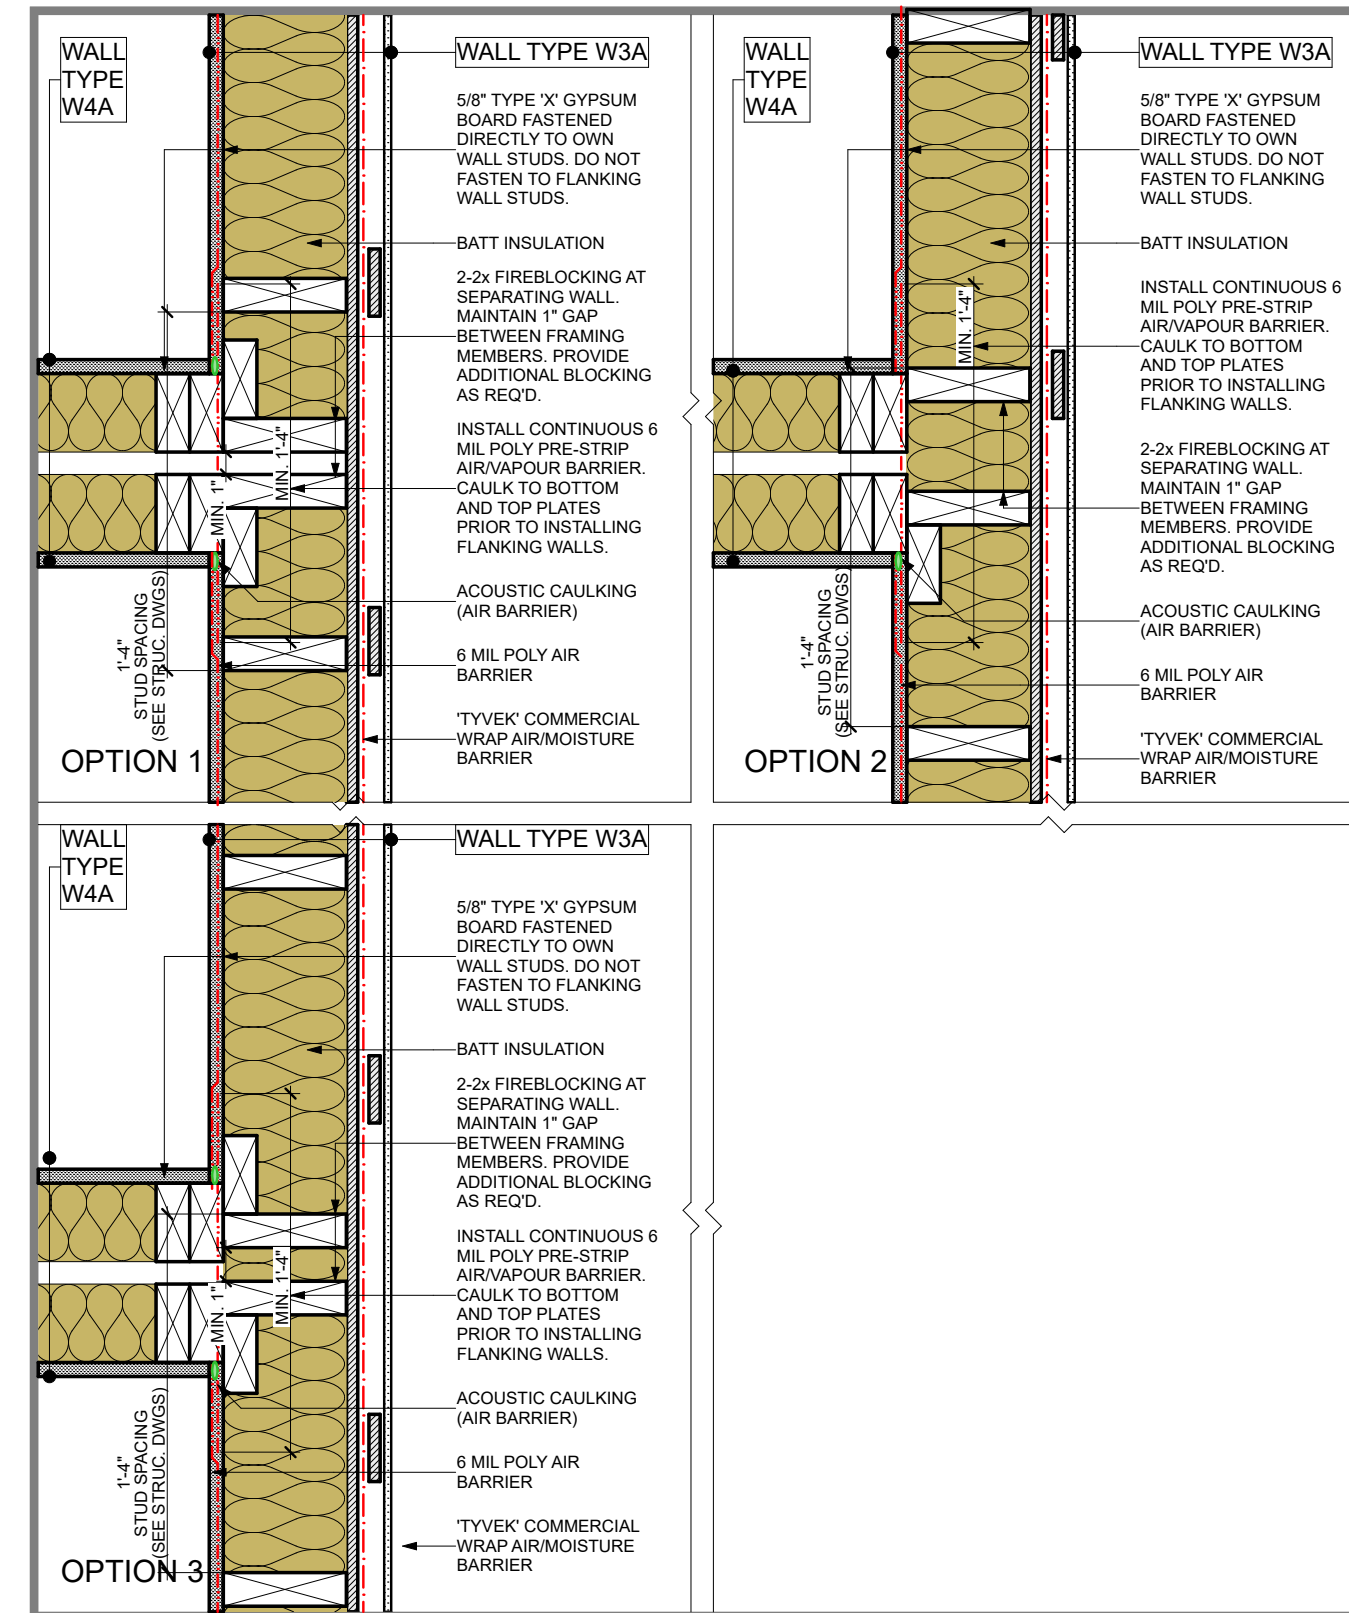 WALL
TYPE
W4A
WALL TYPE W3A
5/8" TYPE 'X' GYPSUM
BOARD FASTENED
DIRECTLY TO OWN
WALL STUDS. DO NOT
FASTEN TO FLANKING
WALL STUDS.
BATT INSULATION
2-2x FIREBLOCKING AT
SEPARATING WALL.
MAINTAIN 1" GAP
BETWEEN FRAMING
MEMBERS. PROVIDE
ADDITIONAL BLOCKING
AS REQ'D.
INSTALL CONTINUOUS 6
MIL POLY PRE-STRIP
AIR/VAPOUR BARRIER.
CAULK TO BOTTOM
AND TOP PLATES
PRIOR TO INSTALLING
FLANKING WALLS.
ACOUSTIC CAULKING
(AIR BARRIER)
6 MIL POLY AIR
BARRIER
'TYVEK' COMMERCIAL
WRAP AIR/MOISTURE
BARRIER
MIN. 1'-4"
MIN. 1"
1'-4"
STUD SPACING
(SEE STRUC. DWGS)
OPTION 1
WALL
TYPE
W4A
WALL TYPE W3A
5/8" TYPE 'X' GYPSUM
BOARD FASTENED
DIRECTLY TO OWN
WALL STUDS. DO NOT
FASTEN TO FLANKING
WALL STUDS.
BATT INSULATION
INSTALL CONTINUOUS 6
MIL POLY PRE-STRIP
AIR/VAPOUR BARRIER.
CAULK TO BOTTOM
AND TOP PLATES
PRIOR TO INSTALLING
FLANKING WALLS.
2-2x FIREBLOCKING AT
SEPARATING WALL.
MAINTAIN 1" GAP
BETWEEN FRAMING
MEMBERS. PROVIDE
ADDITIONAL BLOCKING
AS REQ'D.
ACOUSTIC CAULKING
(AIR BARRIER)
6 MIL POLY AIR
BARRIER
'TYVEK' COMMERCIAL
WRAP AIR/MOISTURE
BARRIER
MIN. 1'-4"
1'-4"
STUD SPACING
(SEE STRUC. DWGS)
OPTION 2
WALL
TYPE
W4A
WALL TYPE W3A
5/8" TYPE 'X' GYPSUM
BOARD FASTENED
DIRECTLY TO OWN
WALL STUDS. DO NOT
FASTEN TO FLANKING
WALL STUDS.
BATT INSULATION
2-2x FIREBLOCKING AT
SEPARATING WALL.
MAINTAIN 1" GAP
BETWEEN FRAMING
MEMBERS. PROVIDE
ADDITIONAL BLOCKING
AS REQ'D.
INSTALL CONTINUOUS 6
MIL POLY PRE-STRIP
AIR/VAPOUR BARRIER.
CAULK TO BOTTOM
AND TOP PLATES
PRIOR TO INSTALLING
FLANKING WALLS.
ACOUSTIC CAULKING
(AIR BARRIER)
6 MIL POLY AIR
BARRIER
'TYVEK' COMMERCIAL
WRAP AIR/MOISTURE
BARRIER
MIN. 1'-4"
MIN. 1"
1'-4"
STUD SPACING
(SEE STRUC. DWGS)
OPTION 3